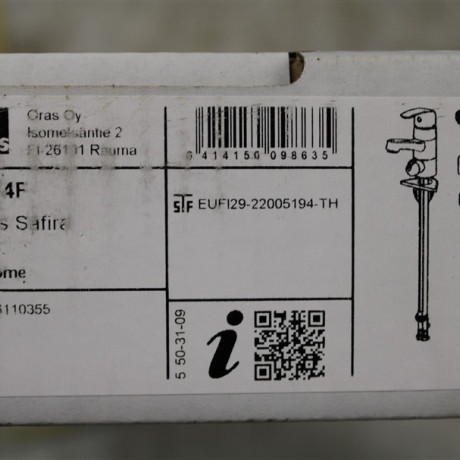 Oras Oy
Isometsäntie 2
FI-26101 Rauma
6 414150 098635
4F
s Safira
STF EUFI29-22005194-TH
ome
6110355
5 50-31-09
i